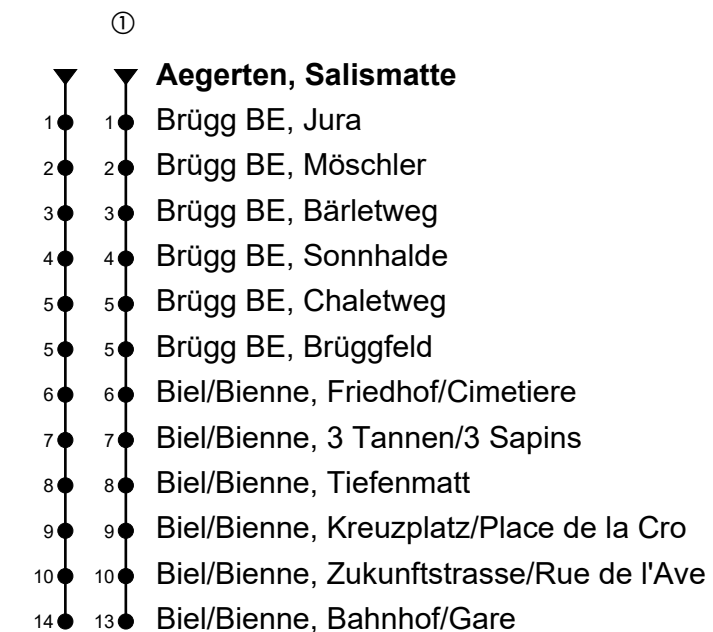 ①
Aegerten, Salismatte
1 1 Brügg BE, Jura
2 2 Brügg BE, Möschler
3 3 Brügg BE, Bärletweg
4 4 Brügg BE, Sonnhalde
5 5 Brügg BE, Chaletweg
5 5 Brügg BE, Brüggfeld
6 6 Biel/Bienne, Friedhof/Cimetiere
7 7 Biel/Bienne, 3 Tannen/3 Sapins
8 8 Biel/Bienne, Tiefenmatt
9 9 Biel/Bienne, Kreuzplatz/Place de la Cro
10 10 Biel/Bienne, Zukunftstrasse/Rue de l'Ave
14 13 Biel/Bienne, Bahnhof/Gare